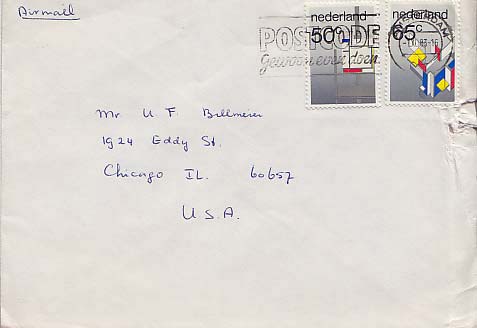 Airmail
nederland
50c
nederland
65c
POSTCODE
gewoon even doen
Mr U F Bellmeier
1924 Eddy St.
Chicago IL. 60657
U.S.A.